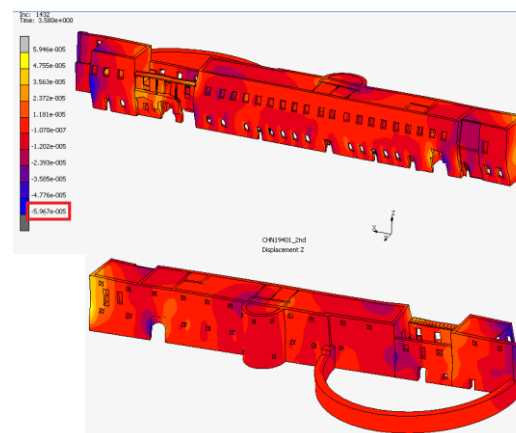 Inc: 1432
Time: 3.580e+000
5.946e-005
4.755e-005
3.563e-005
2.372e-005
1.181e-005
-1.070e-007
-1.202e-005
-2.393e-005
-3.585e-005
-4.776e-005
-5.967e-005
Z
X
CHN19401_2nd
Displacement Z